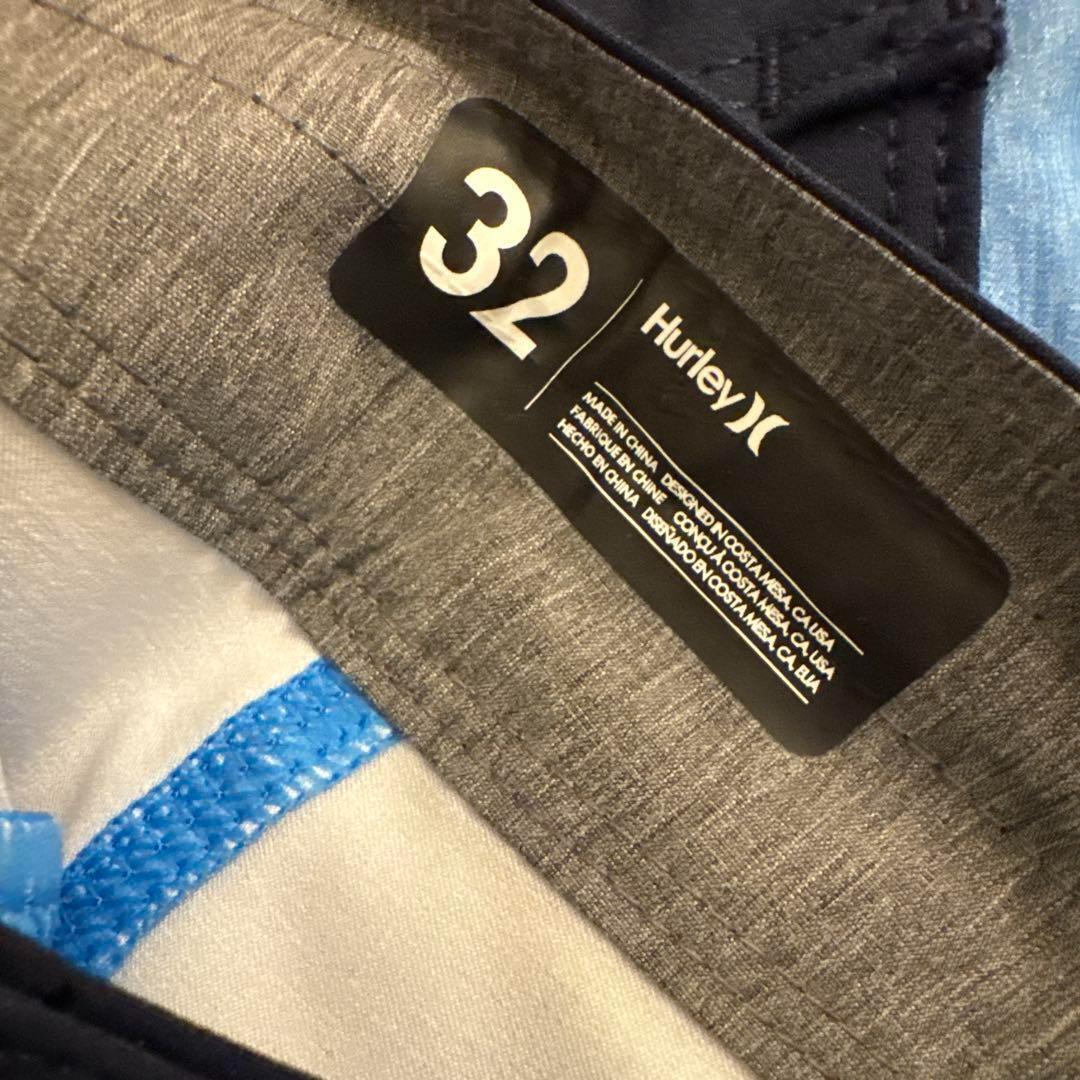 32
Hurley
MADE IN CHINA DESIGNED IN COSTA MESA, CA USA
FABRIQUE EN CHINE CONÇU À COSTA MESA, CA, USA
HECHO EN CHINA DISEÑADO EN COSTA MESA, CA, EUA